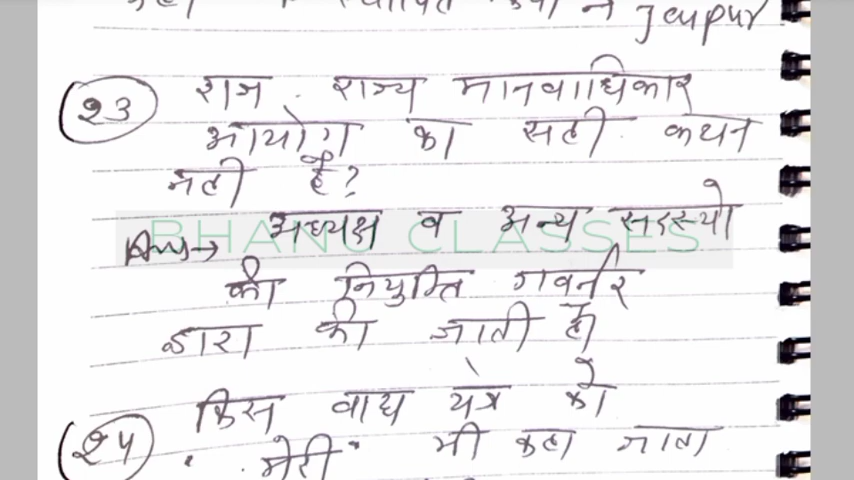 Jaipur
23 राज . राज्य मानवाधिकार
आयोग का सही कथन
नही है?
BHANU CLASSES
Ans→ अध्यक्ष व अन्य सदस्यो
की नियुक्ति गवर्नर
द्वारा की जाती है
24 किस वाद्य यंत्र को
" मेरी " भी कहा जाता